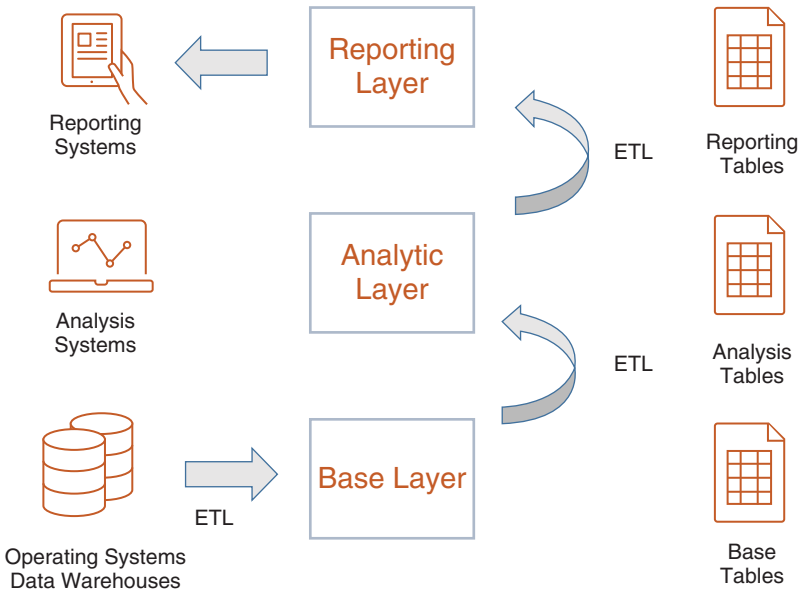 Reporting
Layer
Reporting
Systems
ETL
Reporting
Tables
Analytic
Layer
Analysis
Systems
ETL
Analysis
Tables
Base Layer
ETL
Operating Systems
Data Warehouses
Base
Tables